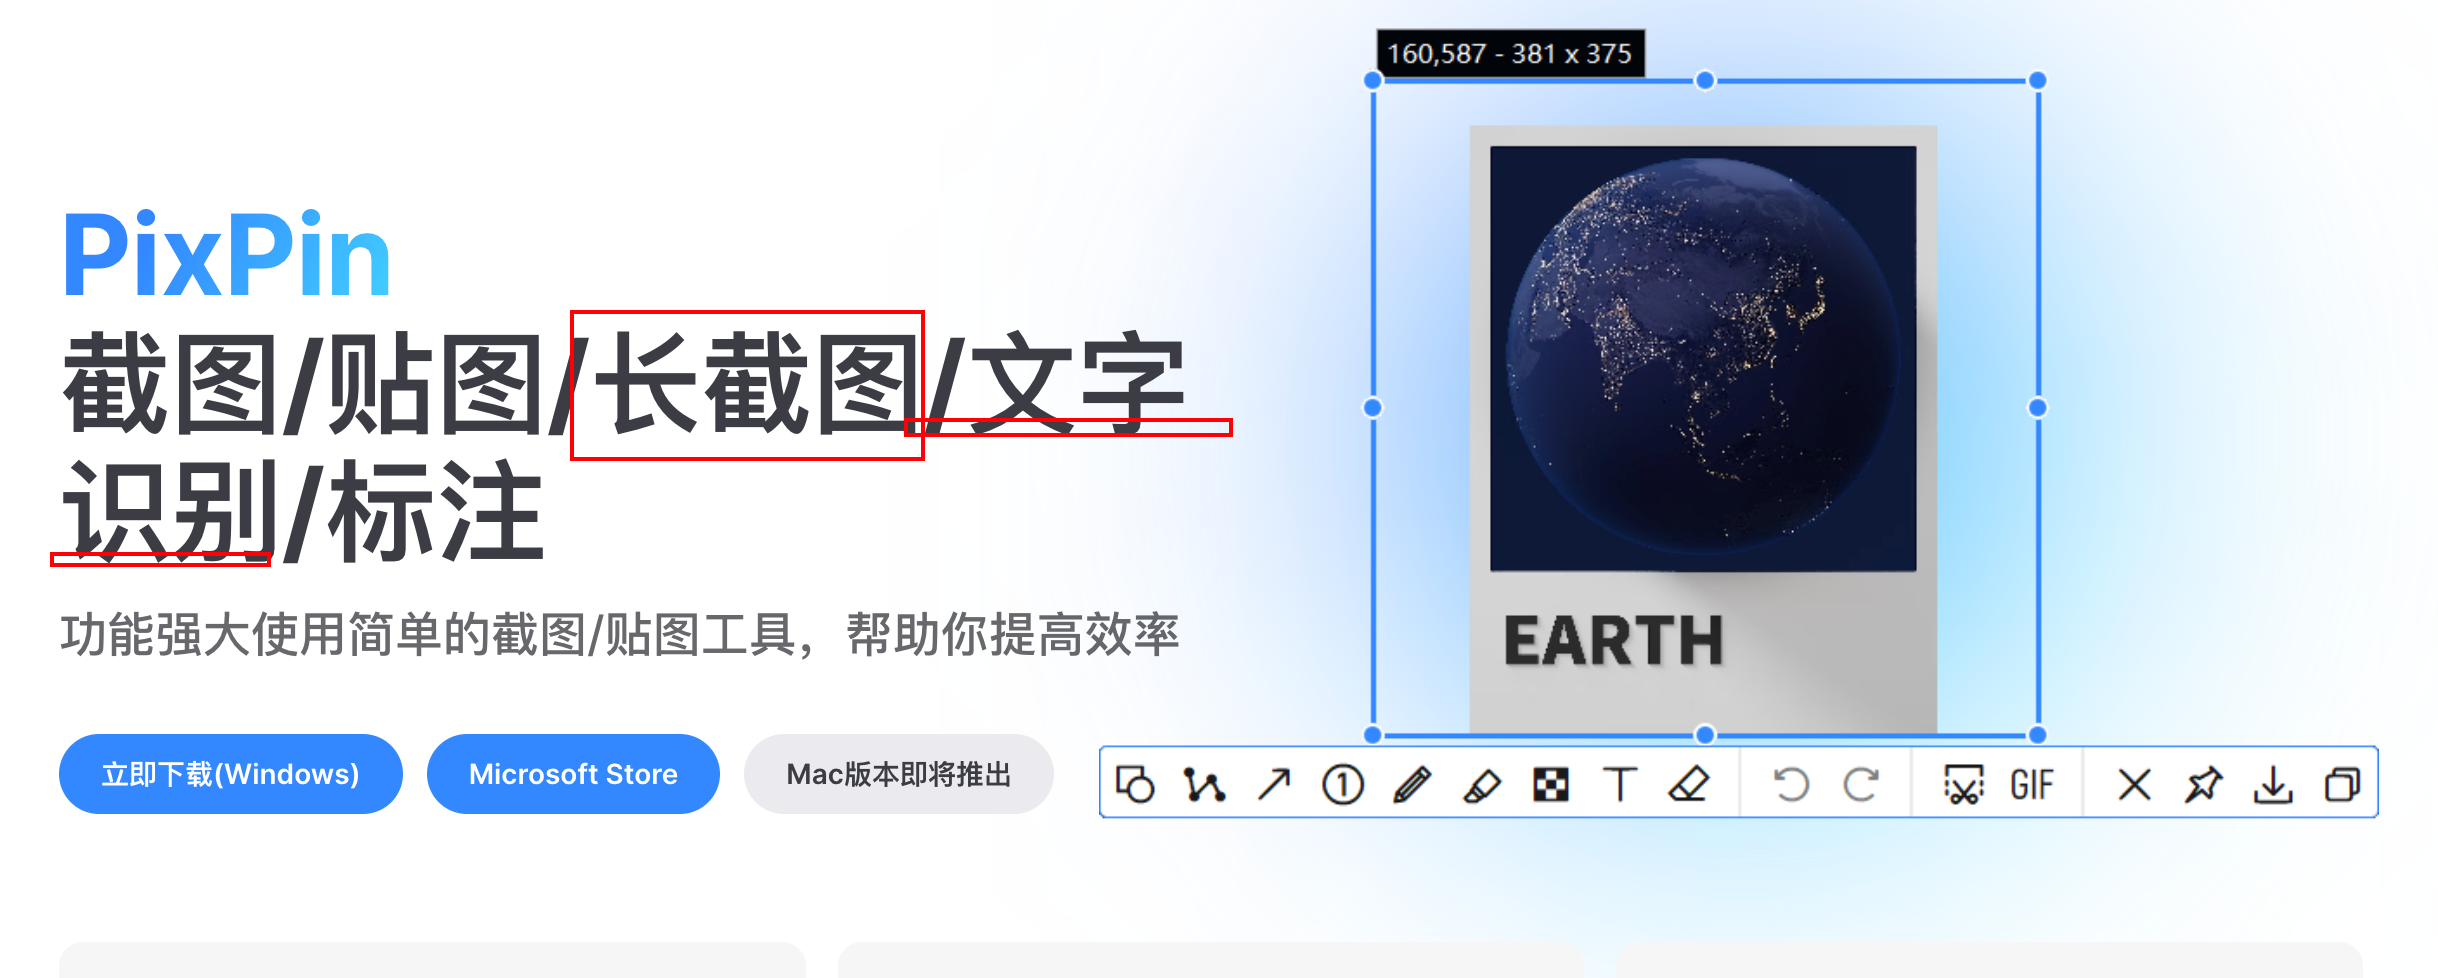 160,587 - 381 x 375
PixPin
截图/贴图/长截图/文字
识别/标注
功能强大使用简单的截图/贴图工具，帮助你提高效率
立即下载(Windows)
Microsoft Store
Mac版本即将推出
EARTH
1
T
GIF